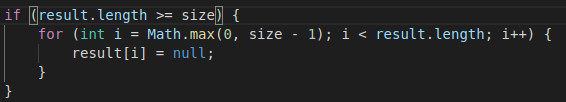 if (result.length >= size) {
    for (int i = Math.max(0, size - 1); i < result.length; i++) {
        result[i] = null;
    }
}